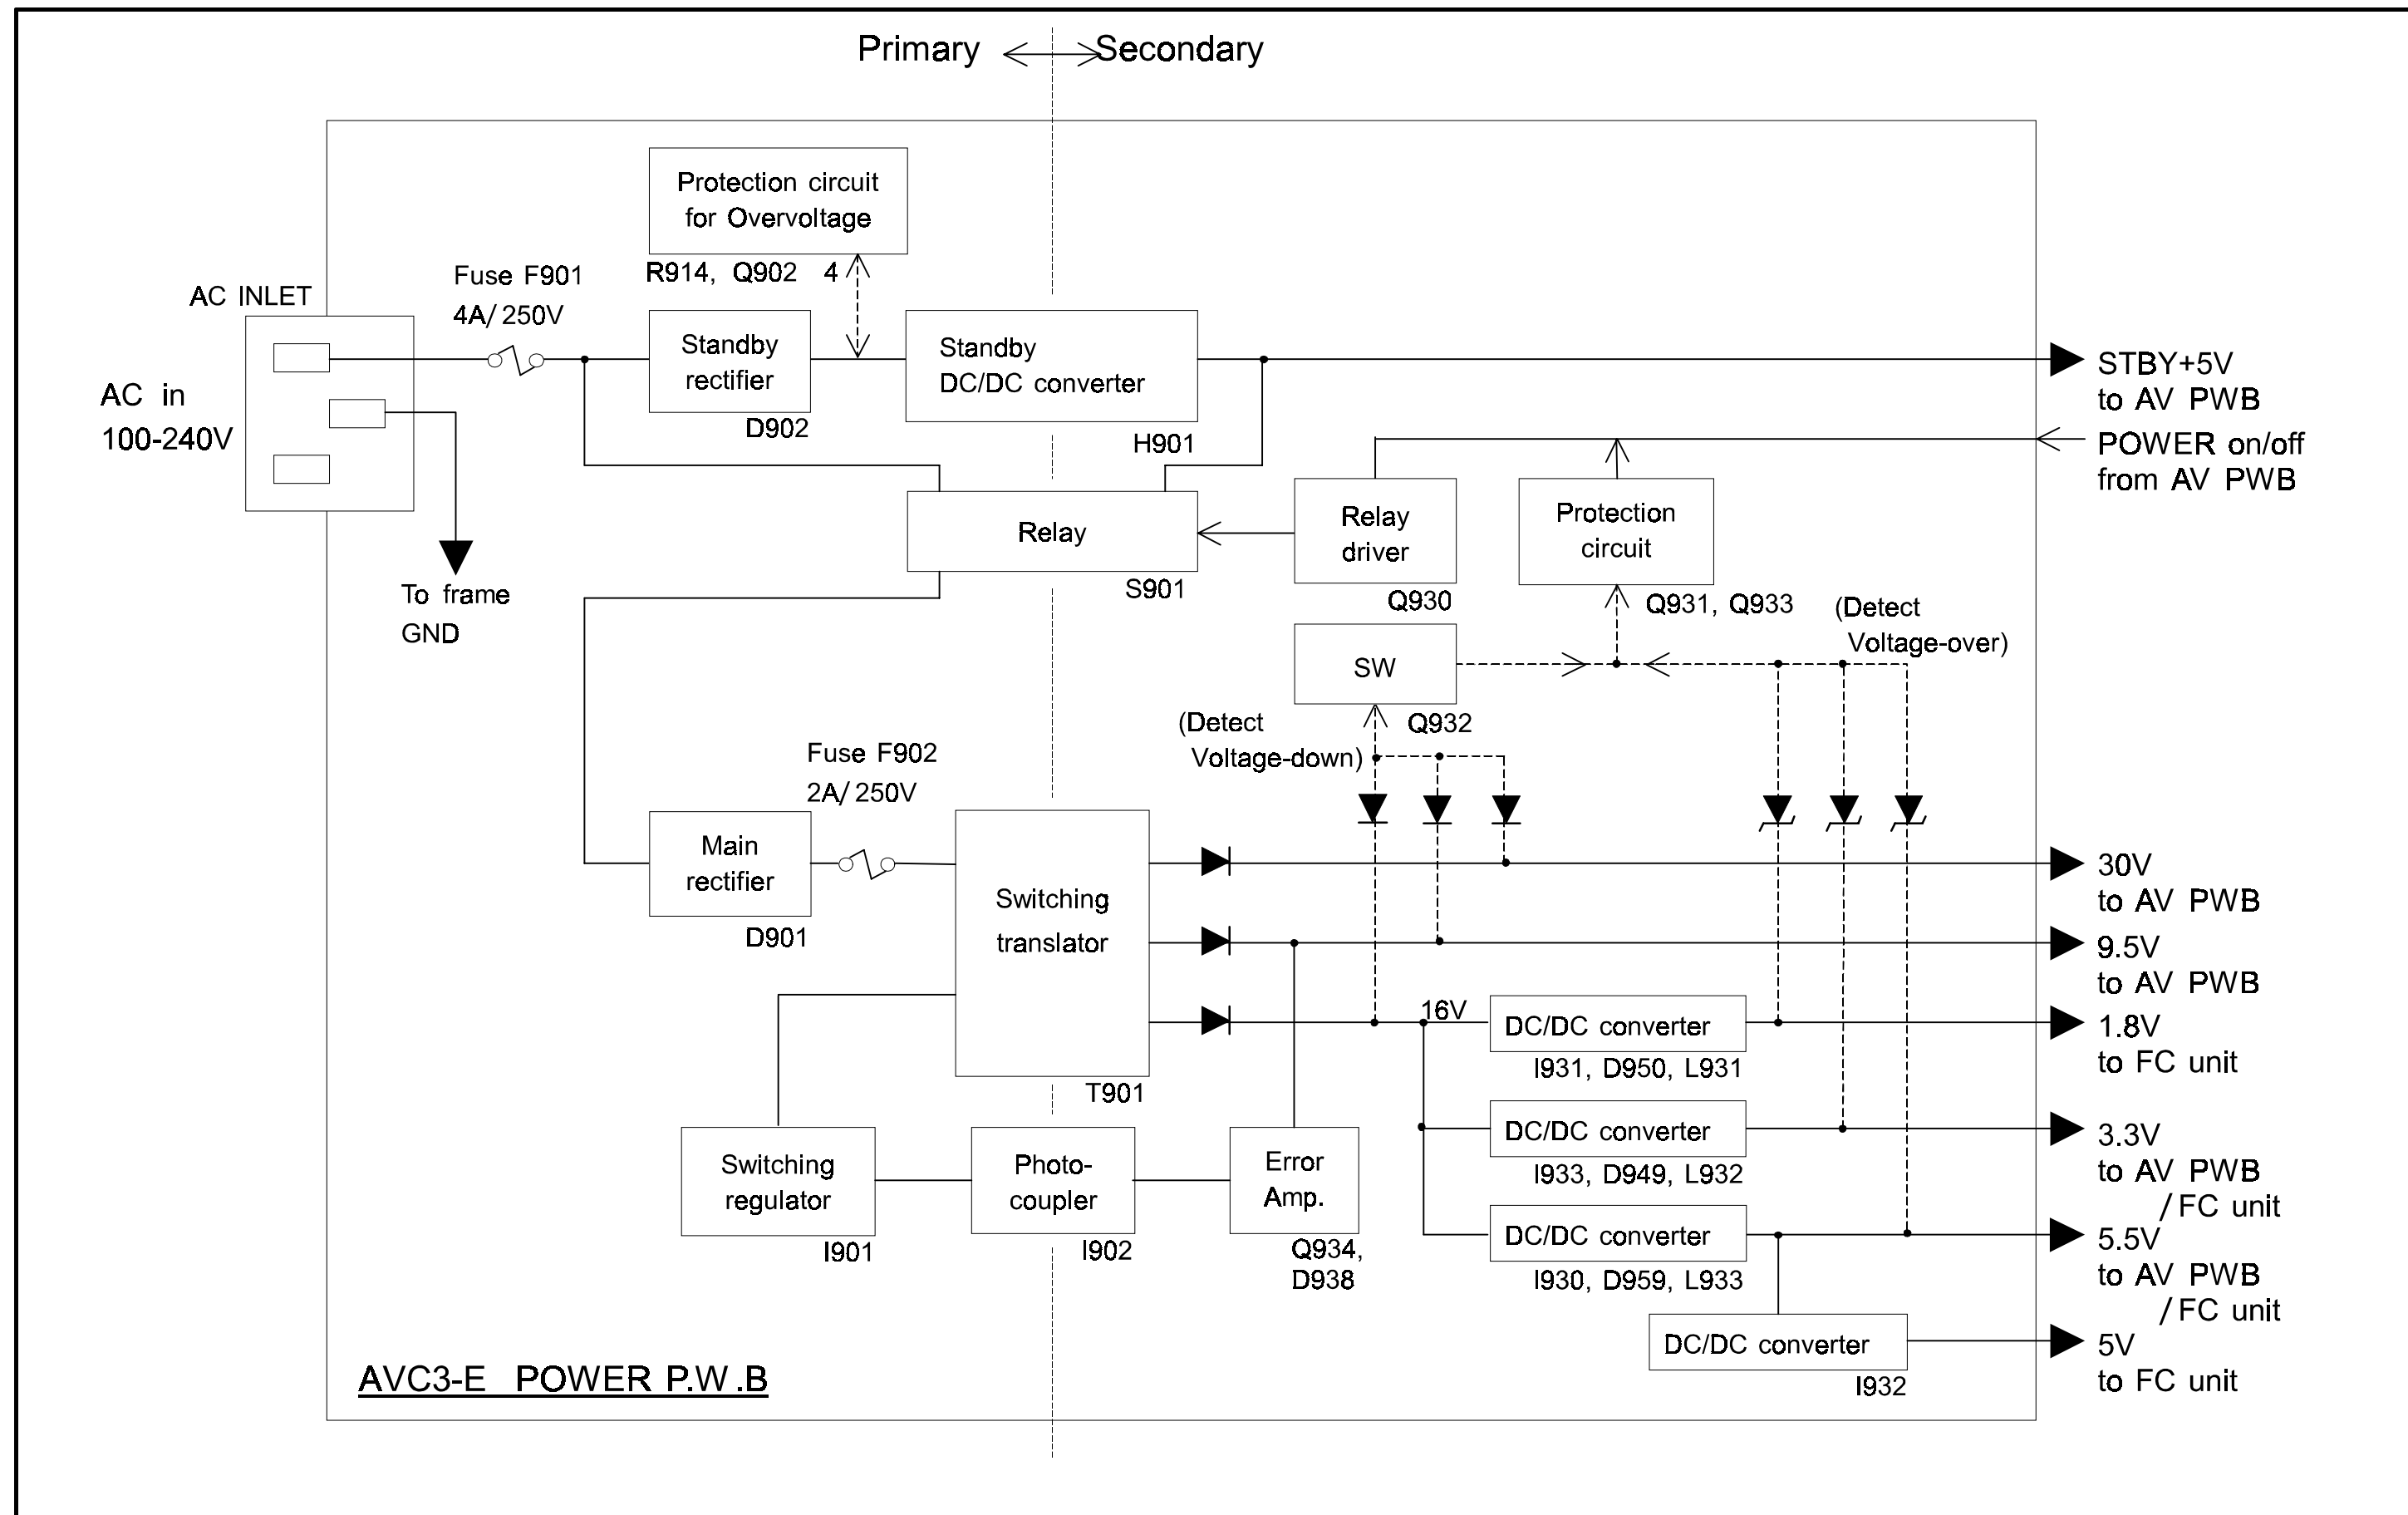 Primary Secondary
Protection circuit
for Overvoltage
R914, Q902 4
Fuse F901
4A/250V
AC INLET
AC in
100-240V
To frame
GND
Standby
rectifier
D902
Standby
DC/DC converter
H901
STBY+5V
to AV PWB
POWER on/off
from AV PWB
Relay
S901
Relay
driver
Q930
Protection
circuit
Q931, Q933
(Detect
Voltage-over)
SW
Q932
(Detect
Voltage-down)
Fuse F902
2A/250V
Main
rectifier
D901
Switching
translator
T901
30V
to AV PWB
9.5V
to AV PWB
16V
DC/DC converter
I931, D950, L931
1.8V
to FC unit
DC/DC converter
I933, D949, L932
3.3V
to AV PWB
/FC unit
Switching
regulator
I901
Photo-
coupler
I902
Error
Amp.
Q934,
D938
DC/DC converter
I930, D959, L933
5.5V
to AV PWB
/FC unit
DC/DC converter
I932
5V
to FC unit
AVC3-E POWER P.W.B